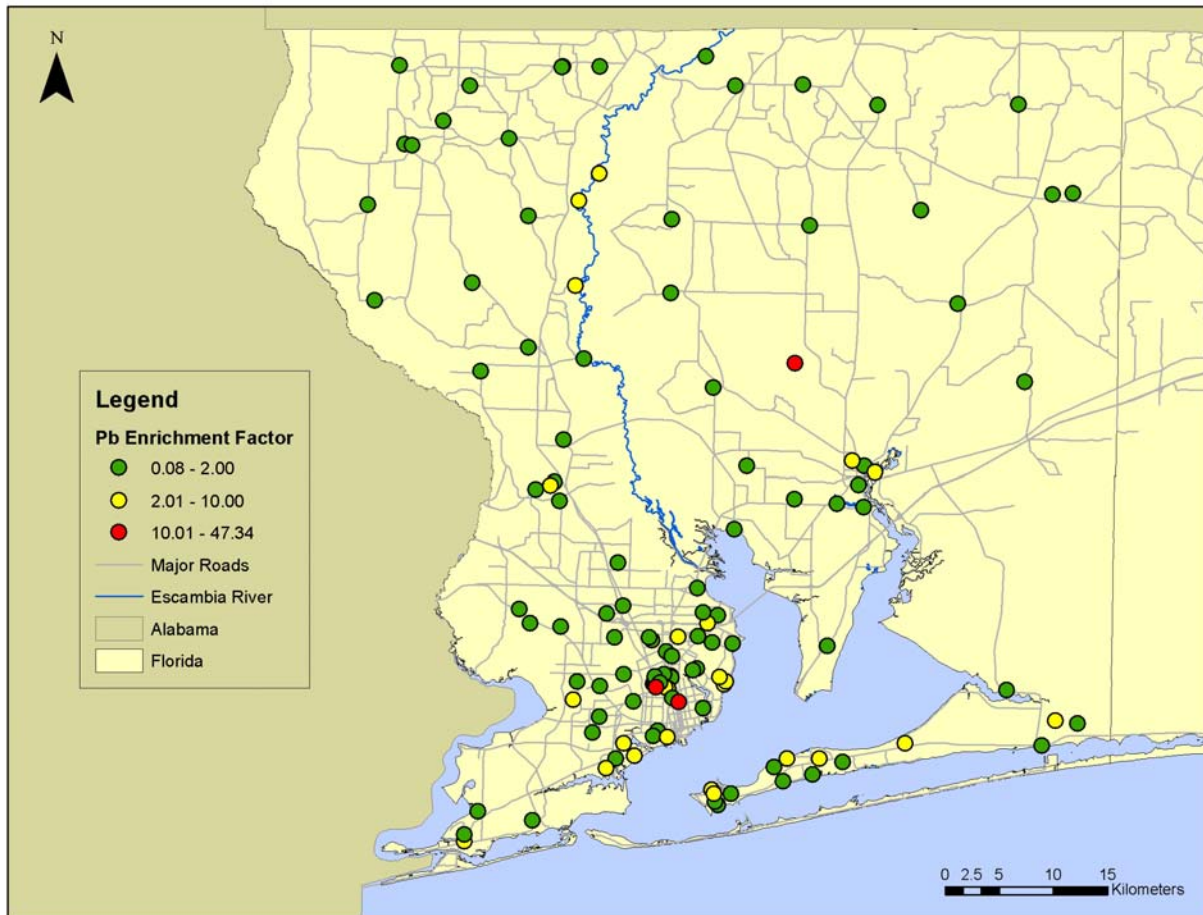 N
Legend
Pb Enrichment Factor
0.08 - 2.00
2.01 - 10.00
10.01 - 47.34
Major Roads
Escambia River
Alabama
Florida
0 2.5 5 10 15
Kilometers